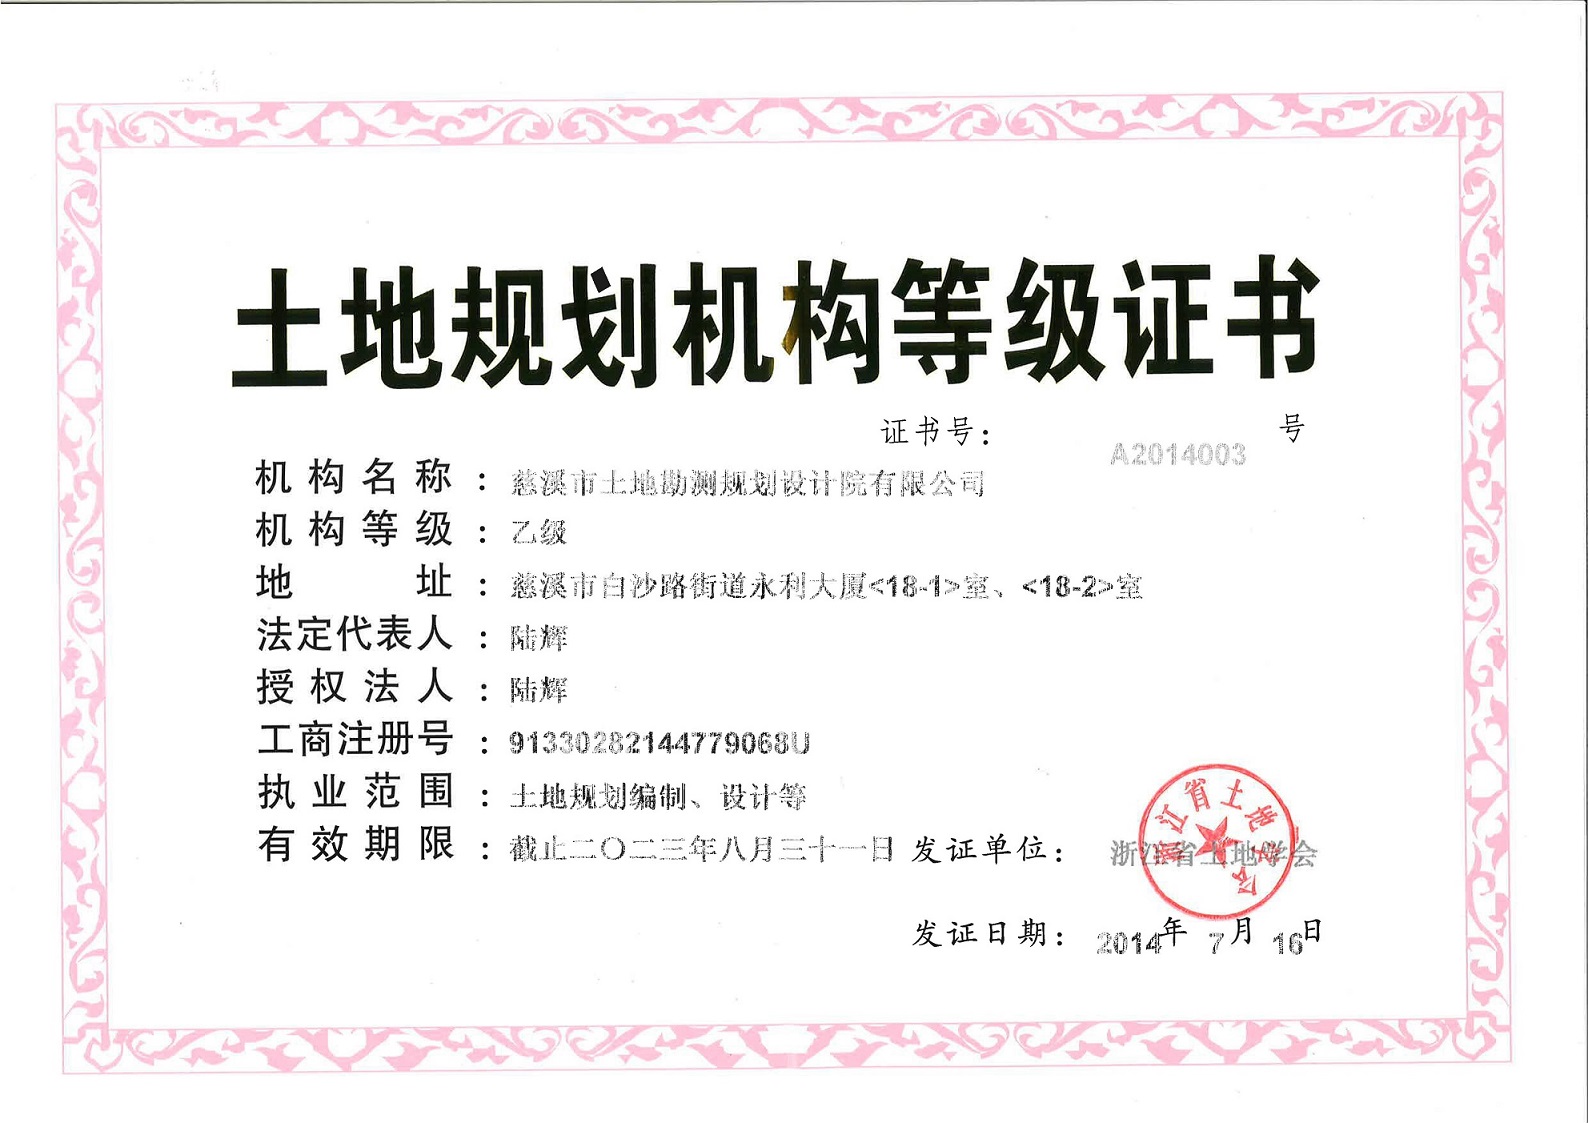 土地规划机构等级证书
证书号： A2014003 号
机构名称：慈溪市土地勘测规划设计院有限公司
机构等级：乙级
地址：慈溪市白沙路街道永利大厦<18-1>室、<18-2>室
法定代表人：陆辉
授权法人：陆辉
工商注册号：91330282144779068U
执业范围：土地规划编制、设计等
有效期限：截止二〇二三年八月三十一日 发证单位：浙江省土地学会
浙江省土地学会
发证日期：2014年 7月 16日